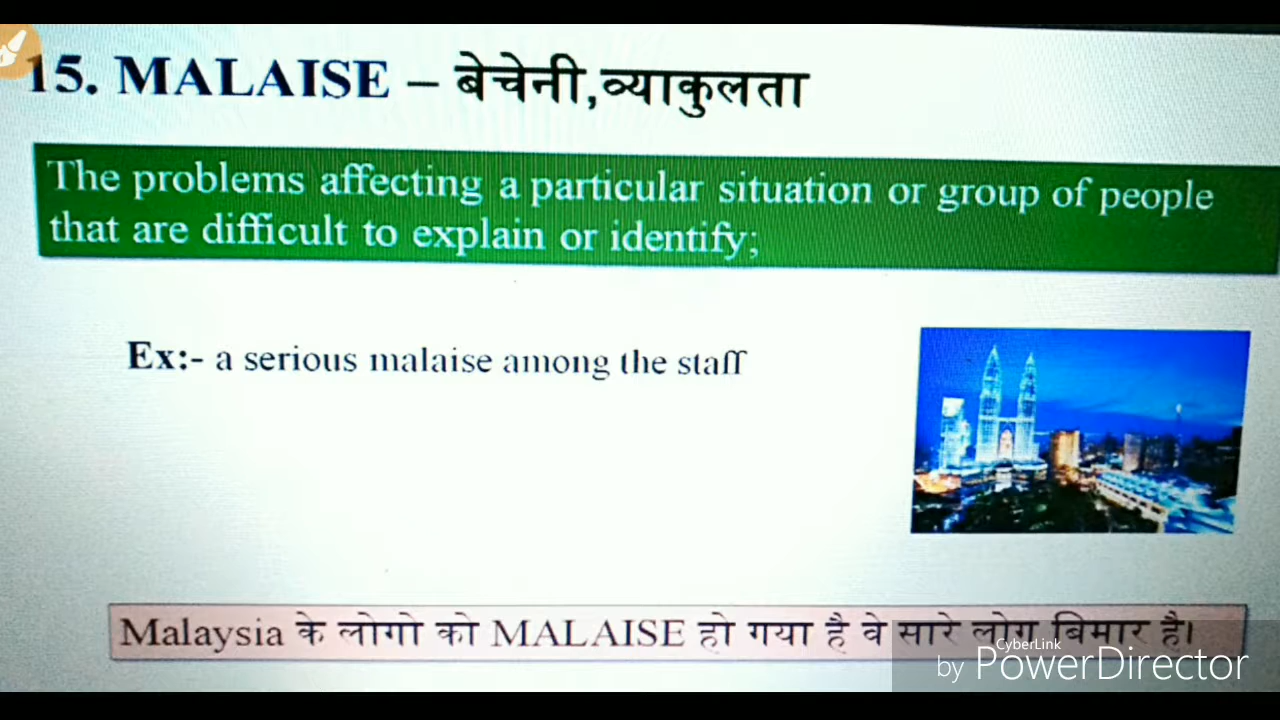 15. MALAISE – बेचेनी,व्याकुलता
The problems affecting a particular situation or group of people
that are difficult to explain or identify;
Ex:- a serious malaise among the staff
Malaysia के लोगो को MALAISE हो गया है वे सारे लोग बिमार है।
CyberLink
by PowerDirector